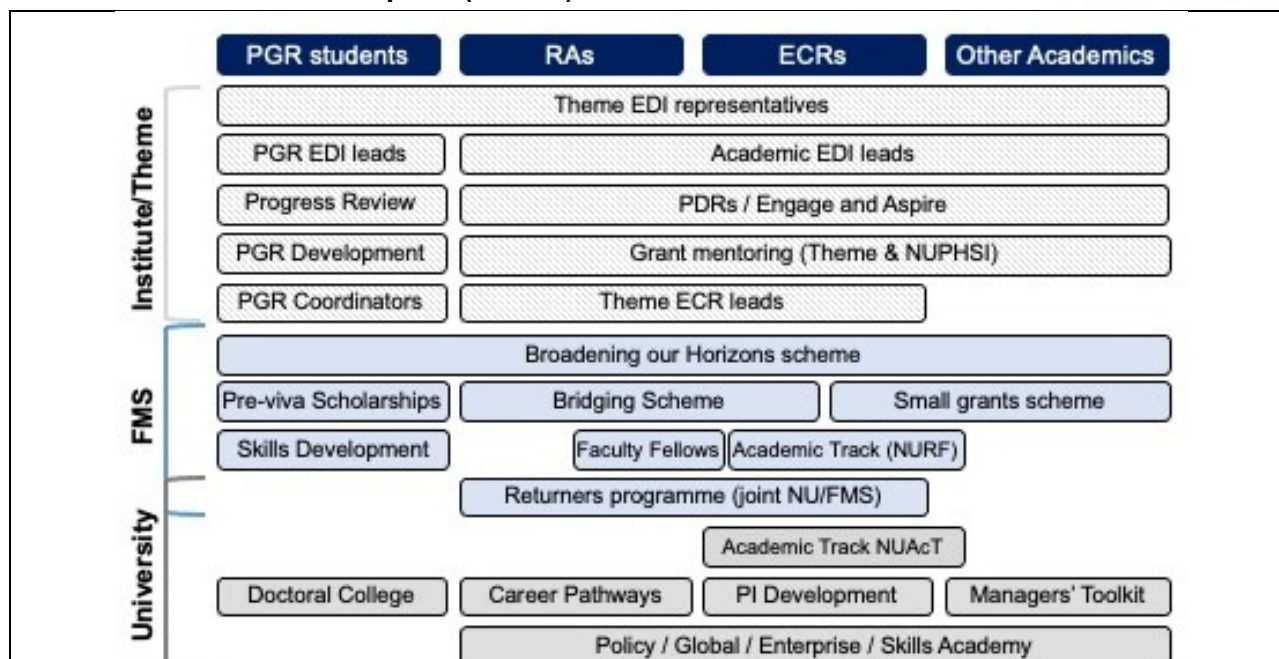 PGR students RAs ECRs Other Academics
Institute/Theme
Theme EDI representatives
PGR EDI leads Academic EDI leads
Progress Review PDRs / Engage and Aspire
PGR Development Grant mentoring (Theme & NUPHSI)
PGR Coordinators Theme ECR leads
FMS
Broadening our Horizons scheme
Pre-viva Scholarships Bridging Scheme Small grants scheme
Skills Development Faculty Fellows Academic Track (NURF)
Returners programme (joint NU/FMS)
University
Academic Track NUAcT
Doctoral College Career Pathways PI Development Managers' Toolkit
Policy / Global / Enterprise / Skills Academy